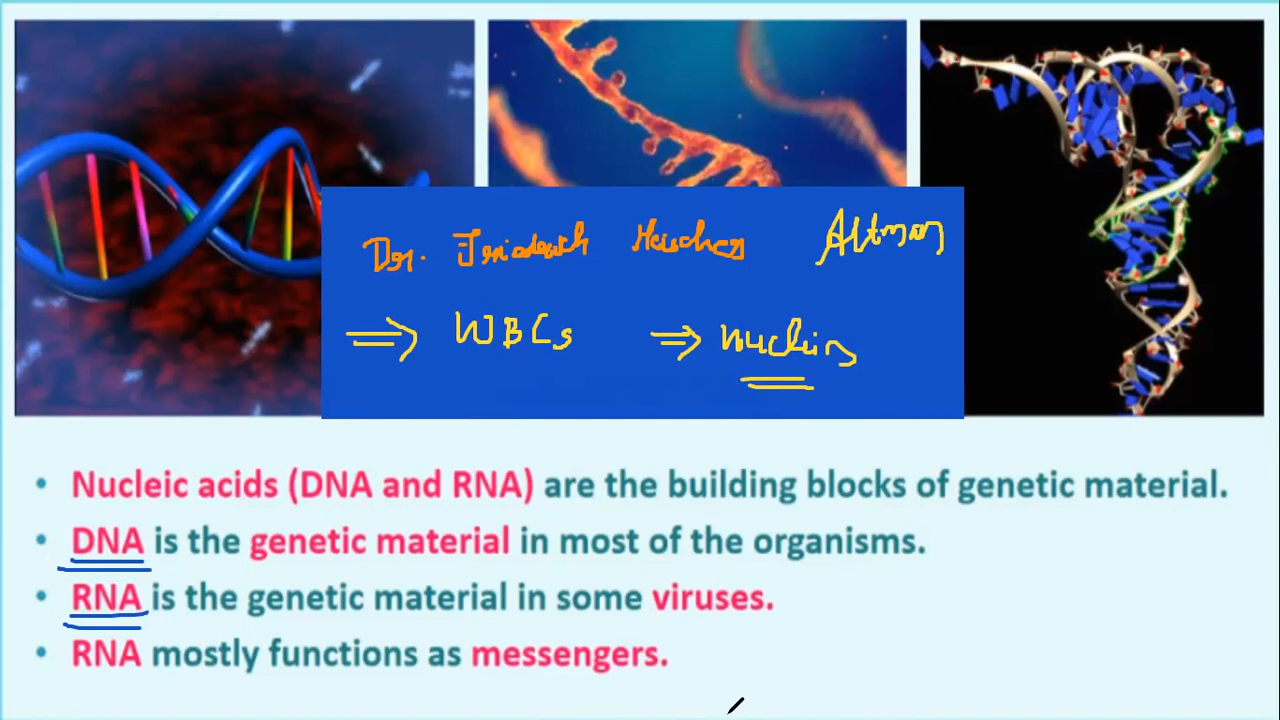 Dr. Friedrich Meischer Altman
⇒ WBCs ⇒ nuclein
• Nucleic acids (DNA and RNA) are the building blocks of genetic material.
• DNA is the genetic material in most of the organisms.
• RNA is the genetic material in some viruses.
• RNA mostly functions as messengers.